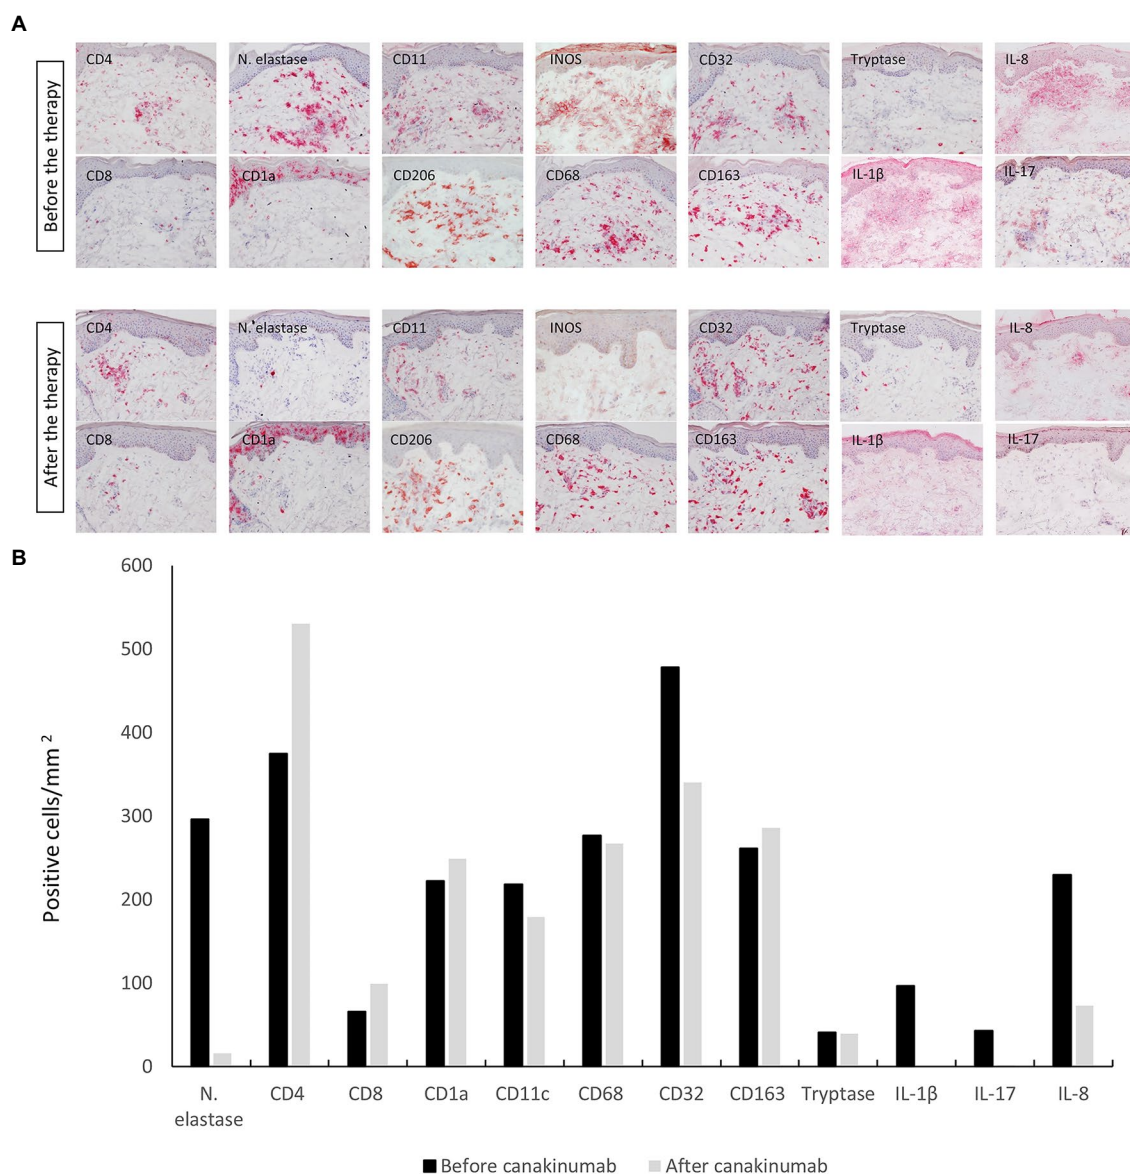 A
Before the therapy
CD4
N. elastase
CD11
INOS
CD32
Tryptase
IL-8
CD8
CD1a
CD206
CD68
CD163
IL-1β
IL-17
After the therapy
CD4
N. elastase
CD11
INOS
CD32
Tryptase
IL-8
CD8
CD1a
CD206
CD68
CD163
IL-1β
IL-17
B
Positive cells/mm²
600
500
400
300
200
100
0
N. elastase
CD4
CD8
CD1a
CD11c
CD68
CD32
CD163
Tryptase
IL-1β
IL-17
IL-8
Before canakinumab
After canakinumab